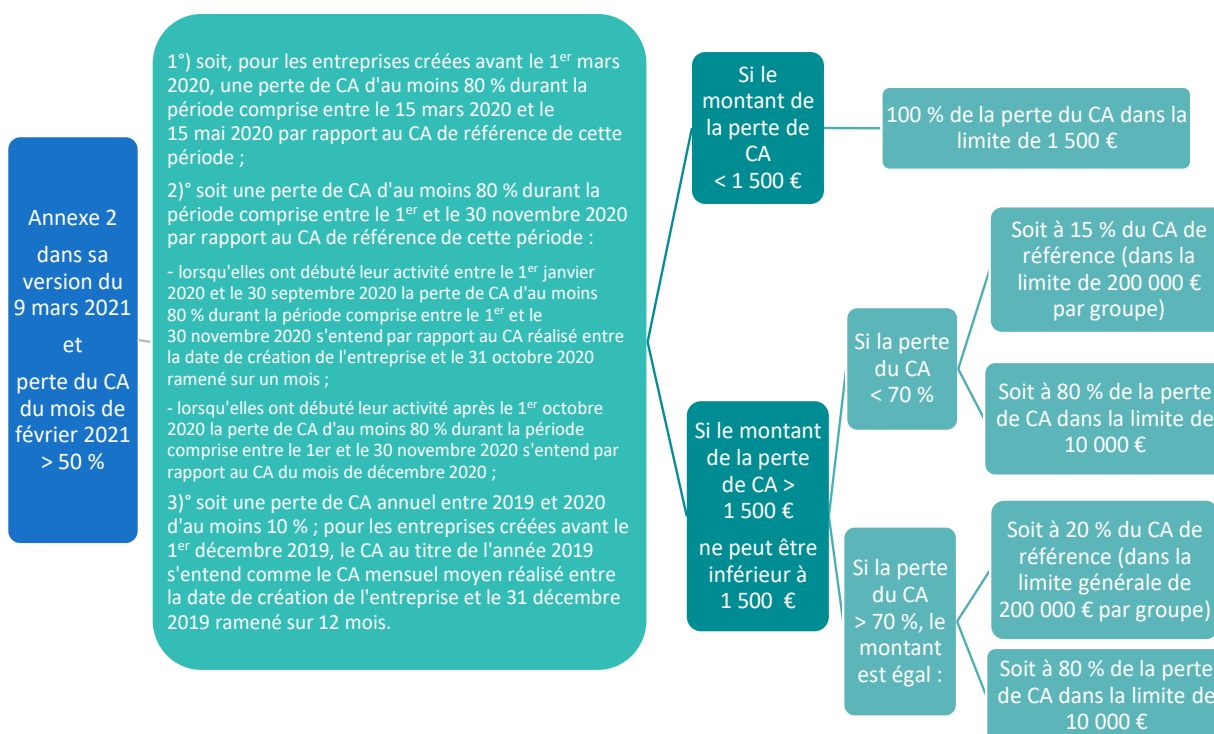 Annexe 2
dans sa
version du
9 mars 2021
et
perte du CA
du mois de
février 2021
> 50 %
1°) soit, pour les entreprises créées avant le 1er mars
2020, une perte de CA d'au moins 80 % durant la
période comprise entre le 15 mars 2020 et le
15 mai 2020 par rapport au CA de référence de cette
période ;
2)° soit une perte de CA d'au moins 80 % durant la
période comprise entre le 1er et le 30 novembre 2020
par rapport au CA de référence de cette période :
- lorsqu'elles ont débuté leur activité entre le 1er janvier
2020 et le 30 septembre 2020 la perte de CA d'au moins
80 % durant la période comprise entre le 1er et le
30 novembre 2020 s'entend par rapport au CA réalisé entre
la date de création de l'entreprise et le 31 octobre 2020
ramené sur un mois ;
- lorsqu'elles ont débuté leur activité après le 1er octobre
2020 la perte de CA d'au moins 80 % durant la période
comprise entre le 1er et le 30 novembre 2020 s'entend par
rapport au CA du mois de décembre 2020 ;
3)° soit une perte de CA annuel entre 2019 et 2020
d'au moins 10 % ; pour les entreprises créées avant le
1er décembre 2019, le CA au titre de l'année 2019
s'entend comme le CA mensuel moyen réalisé entre
la date de création de l'entreprise et le 31 décembre
2019 ramené sur 12 mois.
Si le
montant de
la perte de
CA
< 1 500 €
100 % de la perte du CA dans la
limite de 1 500 €
Si le montant
de la perte
de CA >
1 500 €
ne peut être
inférieur à
1 500 €
Si la perte
du CA
< 70 %
Soit à 15 % du CA de
référence (dans la
limite de 200 000 €
par groupe)
Soit à 80 % de la perte
de CA dans la limite de
10 000 €
Si la perte
du CA
> 70 %, le
montant
est égal :
Soit à 20 % du CA de
référence (dans la
limite générale de
200 000 € par groupe)
Soit à 80 % de la perte
de CA dans la limite de
10 000 €